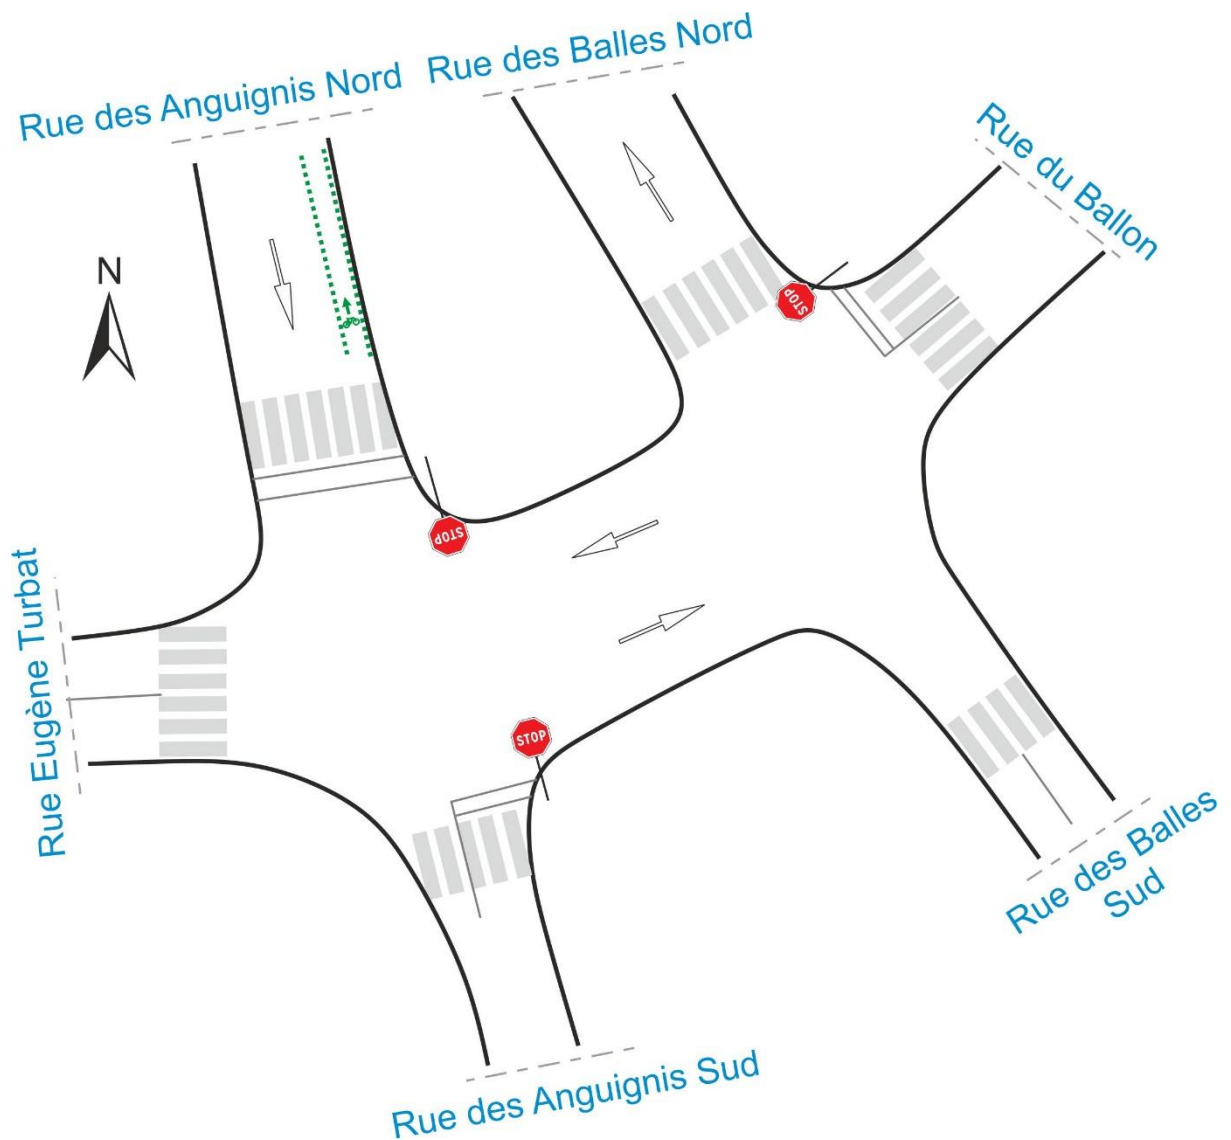 Rue des Anguignis Nord
Rue des Balles Nord
Rue du Ballon
N
STOP
STOP
Rue Eugène Turbat
STOP
Rue des Balles
Sud
Rue des Anguignis Sud